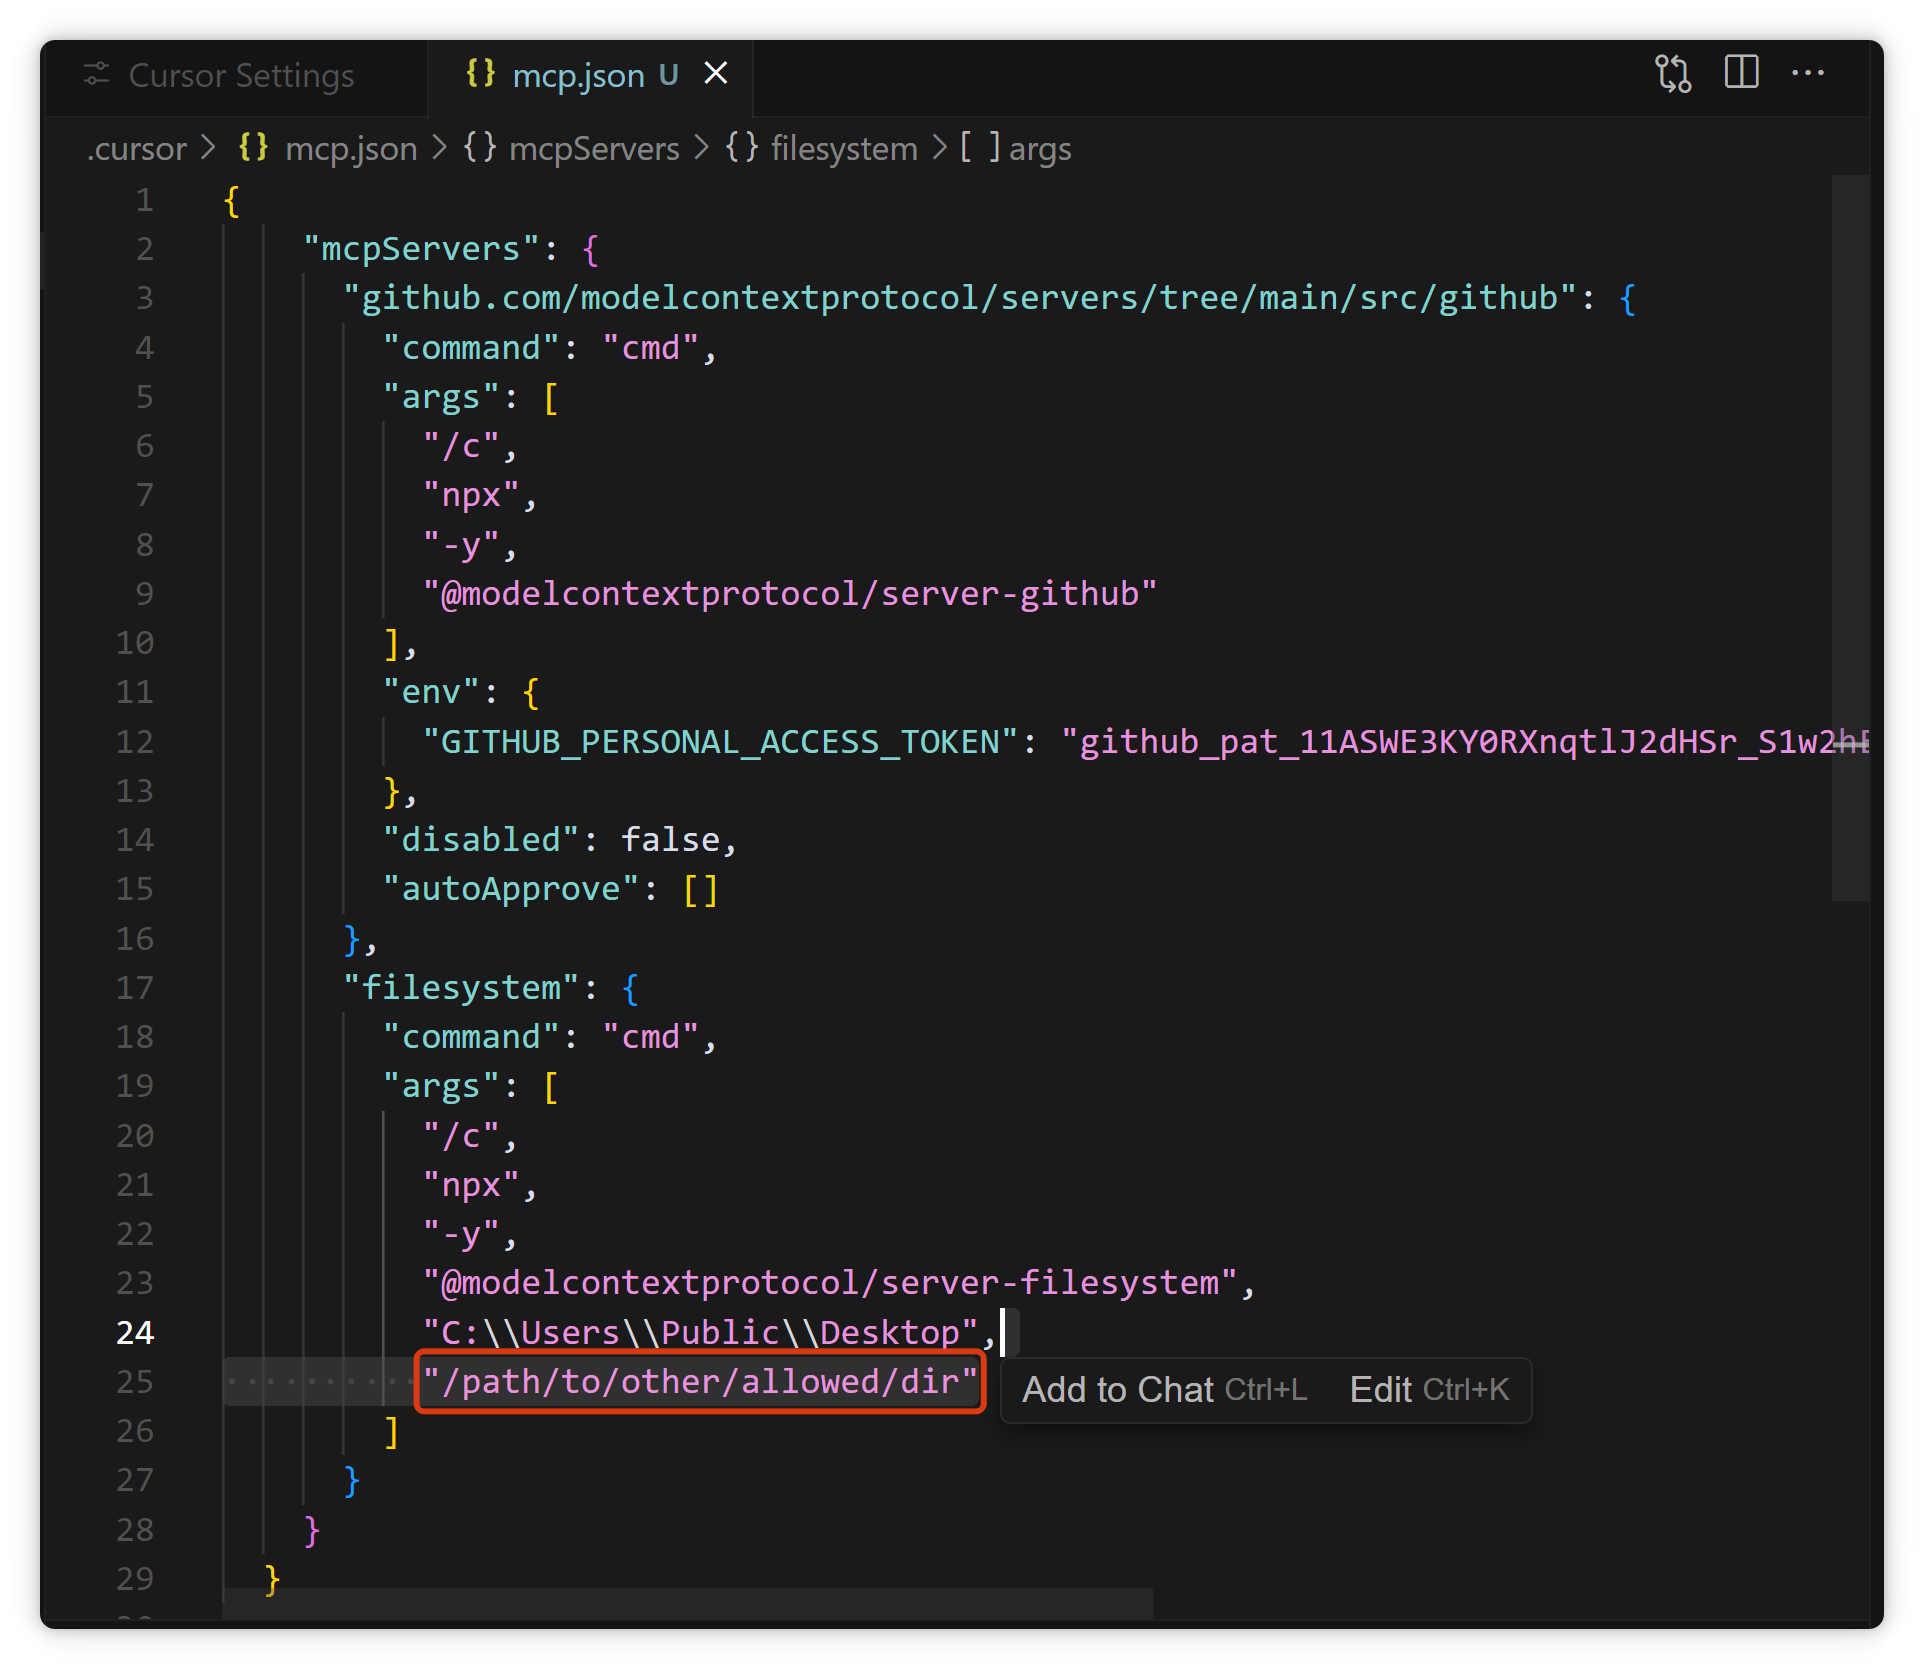 Cursor Settings
{} mcp.json U ×
.cursor > {} mcp.json > {} mcpServers > {} filesystem > [ ] args
1 {
2 "mcpServers": {
3 "github.com/modelcontextprotocol/servers/tree/main/src/github": {
4 "command": "cmd",
5 "args": [
6 "/c",
7 "npx",
8 "-y",
9 "@modelcontextprotocol/server-github"
10 ],
11 "env": {
12 "GITHUB_PERSONAL_ACCESS_TOKEN": "github_pat_11ASWE3KY0RXnqtlJ2dHSr_S1w2h
13 },
14 "disabled": false,
15 "autoApprove": []
16 },
17 "filesystem": {
18 "command": "cmd",
19 "args": [
20 "/c",
21 "npx",
22 "-y",
23 "@modelcontextprotocol/server-filesystem",
24 "C:\\Users\\Public\\Desktop",
25 "/path/to/other/allowed/dir"
Add to Chat Ctrl+L Edit Ctrl+K
26 ]
27 }
28 }
29 }